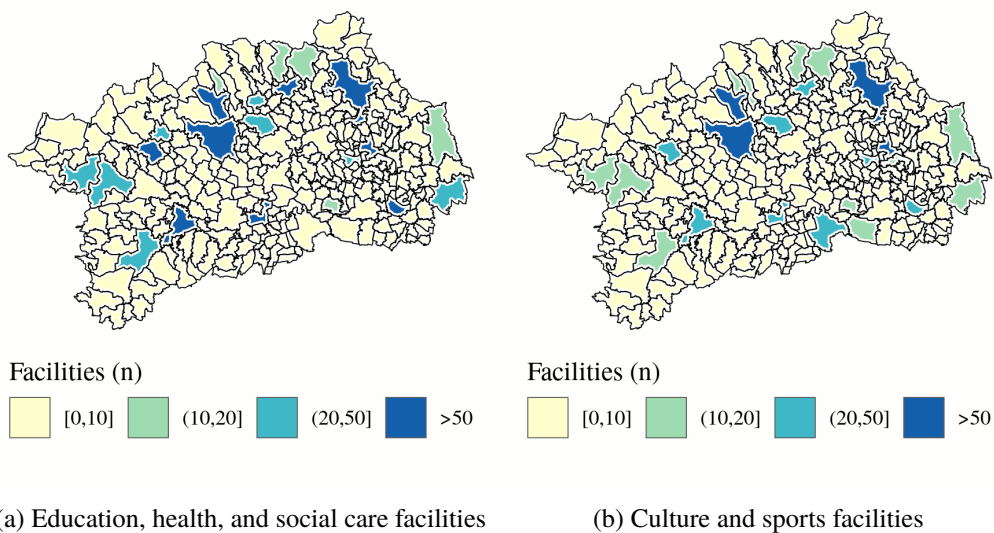 Facilities (n)
[0,10] (10,20] (20,50] >50
Facilities (n)
[0,10] (10,20] (20,50] >50
a) Education, health, and social care facilities
(b) Culture and sports facilities